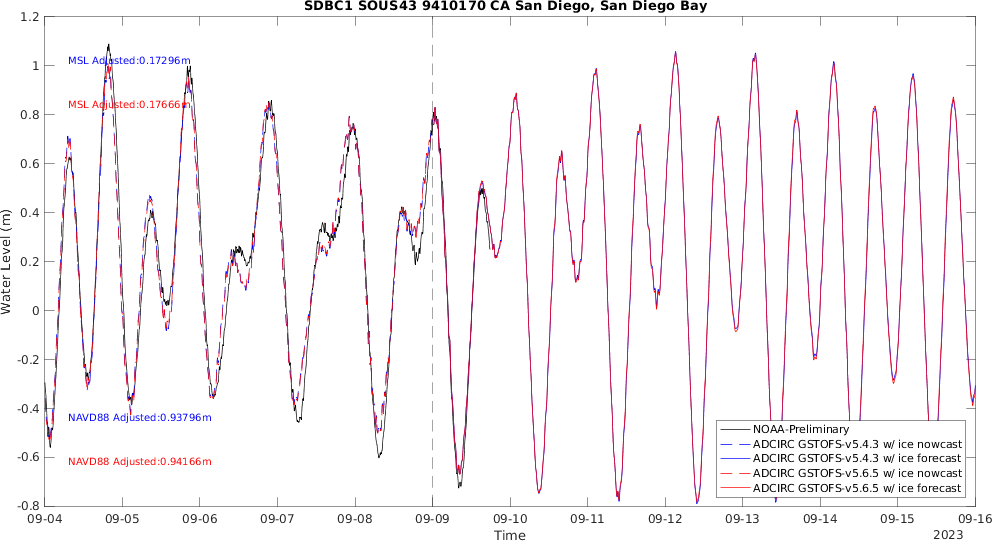 SDBC1 SOUS43 9410170 CA San Diego, San Diego Bay
1.2
1
0.8
0.6
0.4
0.2
0
-0.2
-0.4
-0.6
-0.8
Water Level (m)
MSL Adjusted:0.17296m
MSL Adjusted:0.17666m
NAVD88 Adjusted:0.93796m
NAVD88 Adjusted:0.94166m
NOAA-Preliminary
ADCIRC GSTOFS-v5.4.3 w/ ice nowcast
ADCIRC GSTOFS-v5.4.3 w/ ice forecast
ADCIRC GSTOFS-v5.6.5 w/ ice nowcast
ADCIRC GSTOFS-v5.6.5 w/ ice forecast
09-04 09-05 09-06 09-07 09-08 09-09 09-10 09-11 09-12 09-13 09-14 09-15 09-16
Time
2023